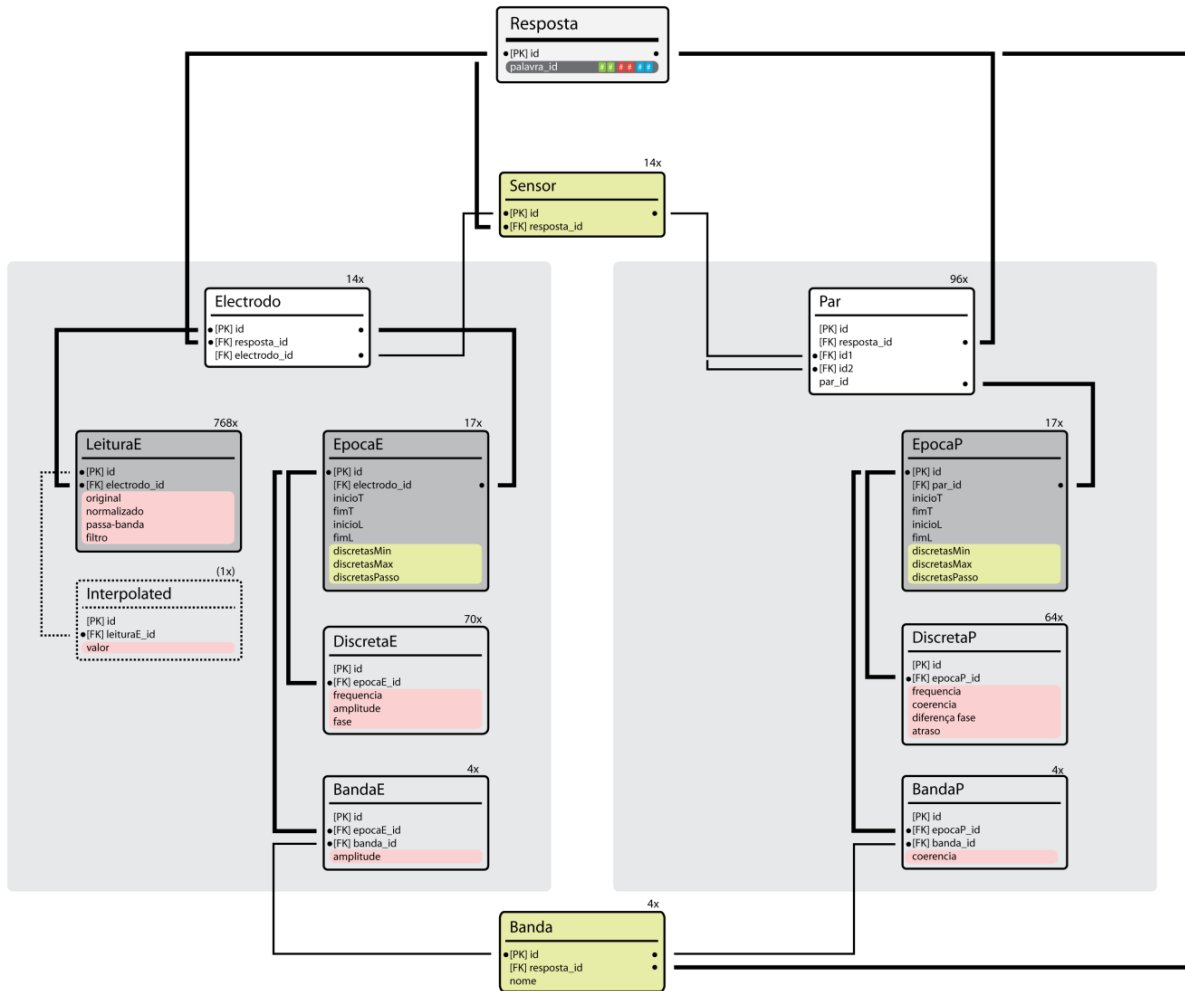 Resposta
[PK] id
palavra_id # # # # # #
14x
Sensor
[PK] id
[FK] resposta_id
14x
Electrodo
[PK] id
[FK] resposta_id
[FK] electrodo_id
96x
Par
[PK] id
[FK] resposta_id
[FK] id1
[FK] id2
par_id
768x
LeituraE
[PK] id
[FK] electrodo_id
original
normalizado
passa-banda
filtro
(1x)
Interpolated
[PK] id
[FK] leituraE_id
valor
17x
EpocaE
[PK] id
[FK] electrodo_id
inicioT
fimT
inicioL
fimL
discretasMin
discretasMax
discretasPasso
70x
DiscretaE
[PK] id
[FK] epocaE_id
frequencia
amplitude
fase
4x
BandaE
[PK] id
[FK] epocaE_id
[FK] banda_id
amplitude
17x
EpocaP
[PK] id
[FK] par_id
inicioT
fimT
inicioL
fimL
discretasMin
discretasMax
discretasPasso
64x
DiscretaP
[PK] id
[FK] epocaP_id
frequencia
coerencia
diferença fase
atraso
4x
BandaP
[PK] id
[FK] epocaP_id
[FK] banda_id
coerencia
4x
Banda
[PK] id
[FK] resposta_id
nome